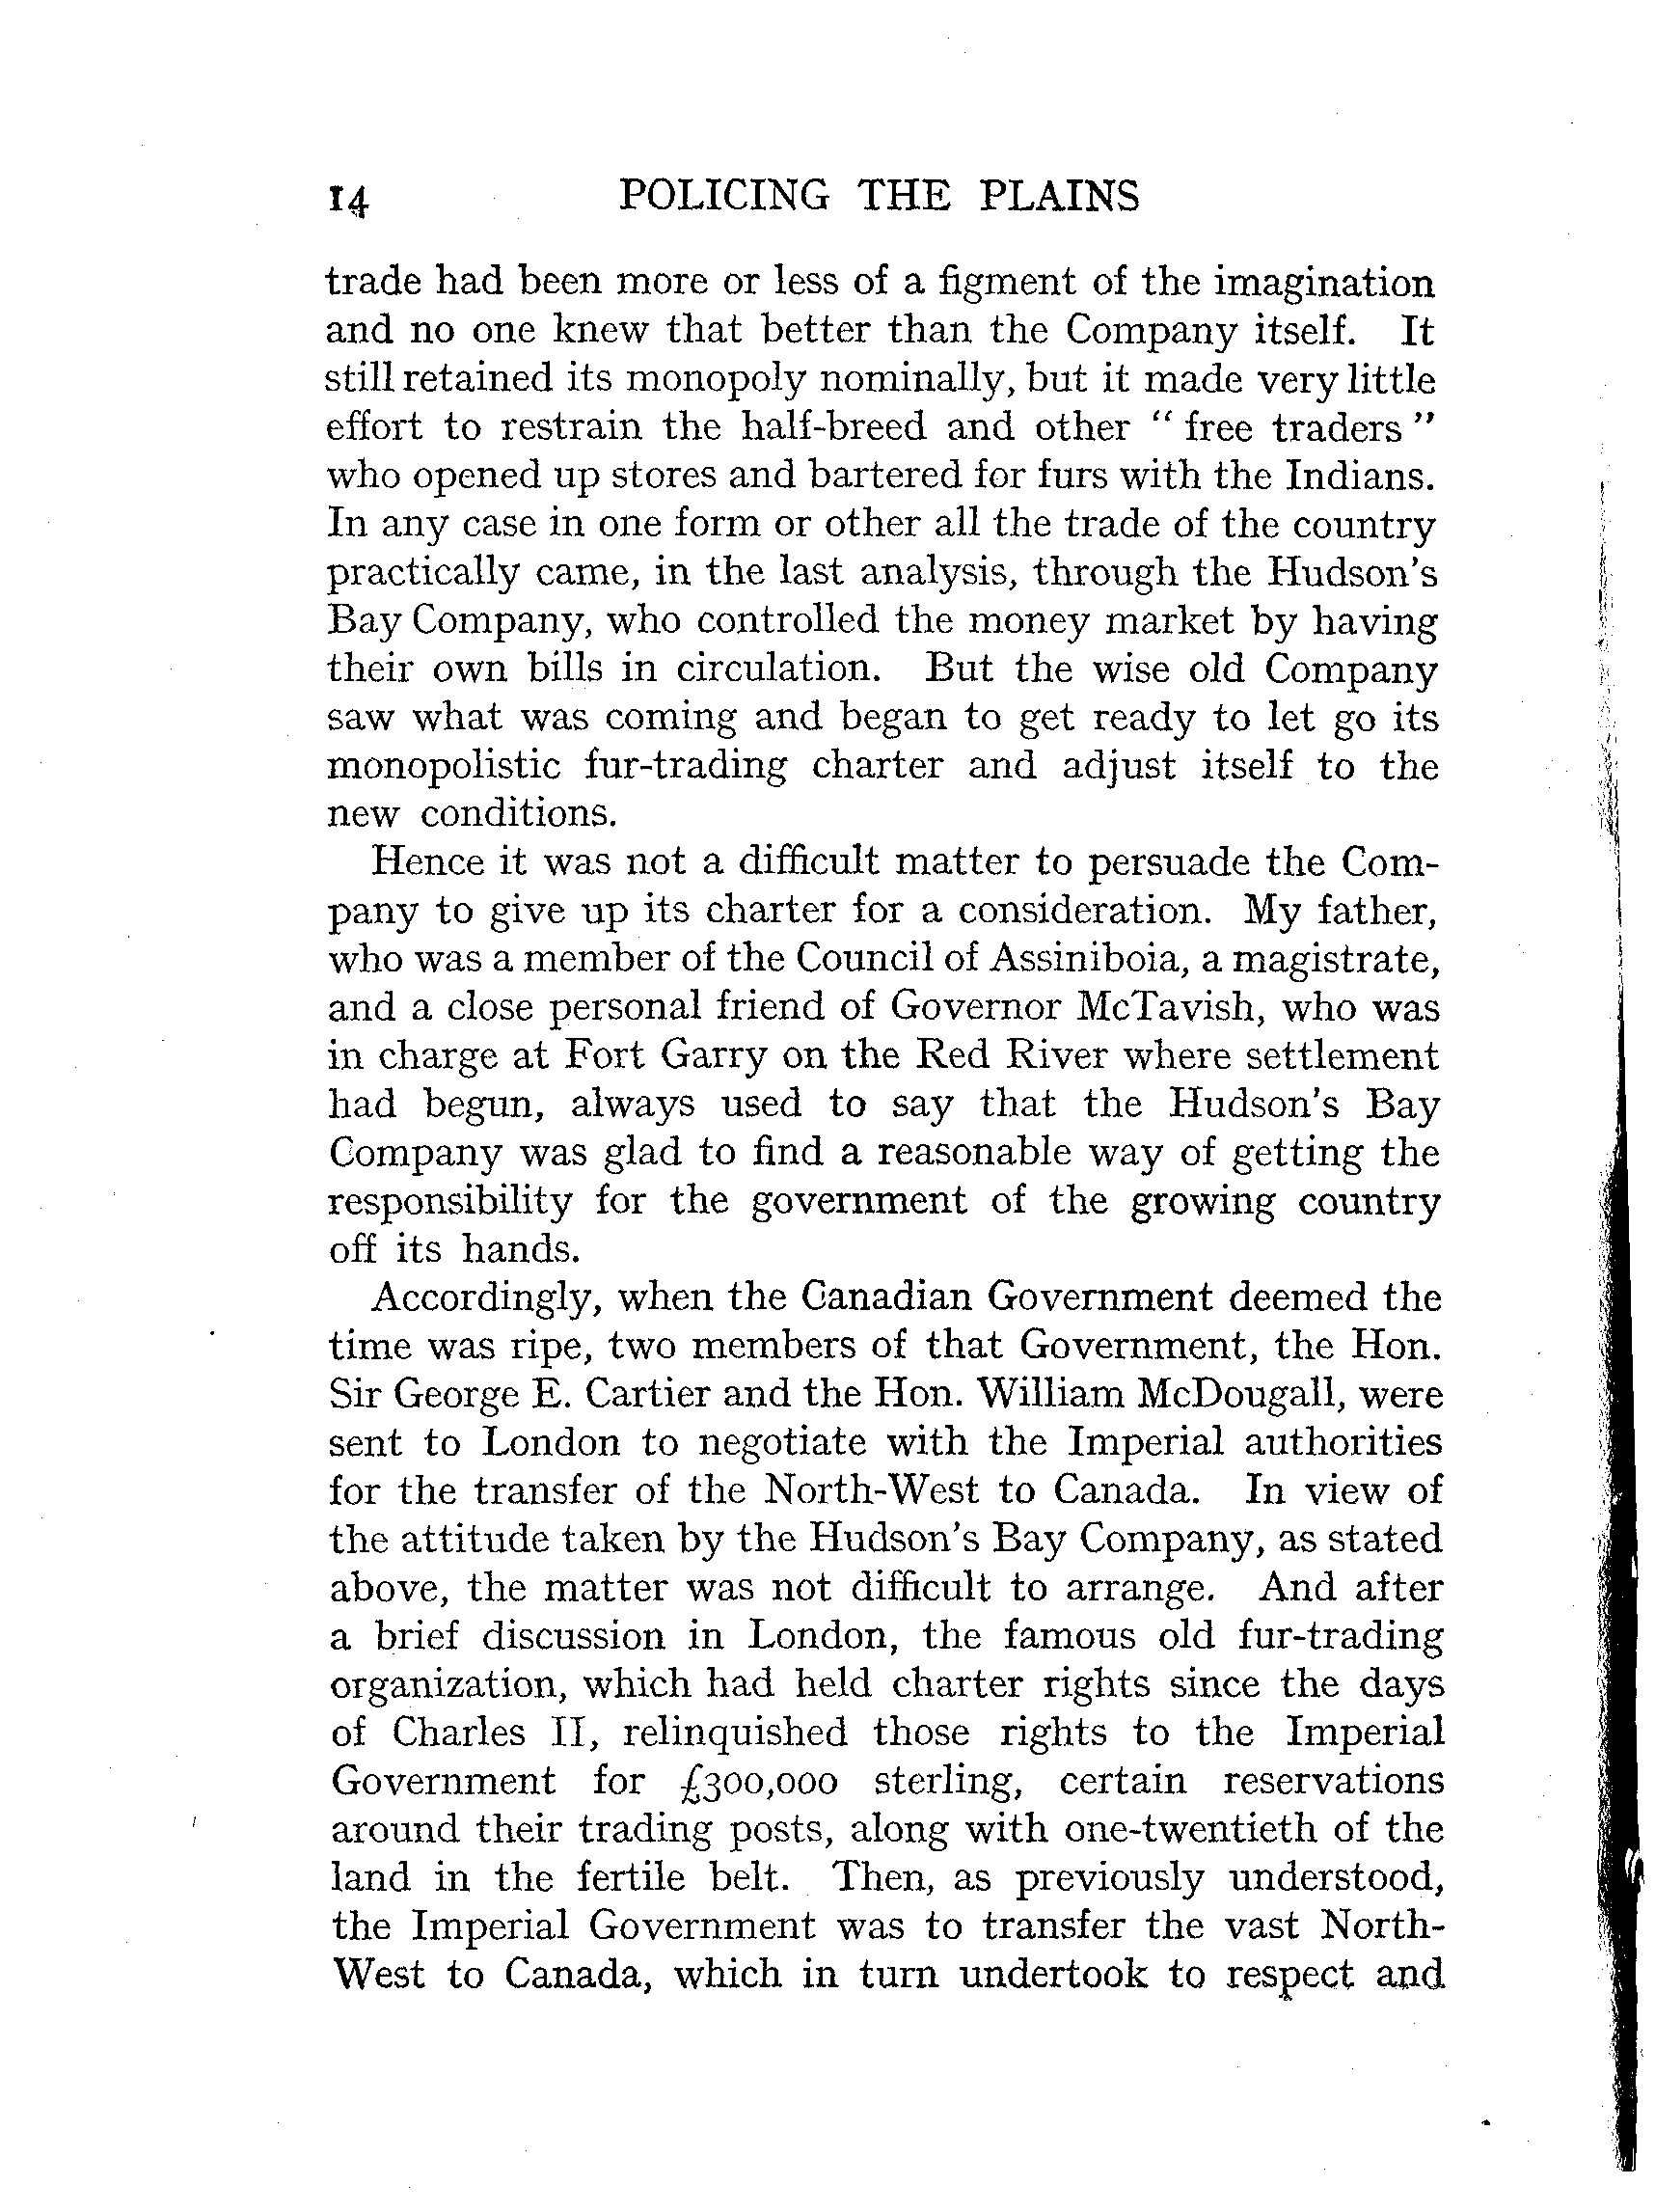 14 POLICING THE PLAINS
trade had been more or less of a figment of the imagination
and no one knew that better than the Company itself. It
still retained its monopoly nominally, but it made very little
effort to restrain the half-breed and other “ free traders ”
who opened up stores and bartered for furs with the Indians.
In any case in one form or other all the trade of the country
practically came, in the last analysis, through the Hudson's
Bay Company, who controlled the money market by having
their own bills in circulation. But the wise old Company
saw what was coming and began to get ready to let go its
monopolistic fur-trading charter and adjust itself to the
new conditions.
Hence it was not a difficult matter to persuade the Com-
pany to give up its charter for a consideration. My father,
who was a member of the Council of Assiniboia, a magistrate,
and a close personal friend of Governor McTavish, who was
in charge at Fort Garry on the Red River where settlement
had begun, always used to say that the Hudson's Bay
Company was glad to find a reasonable way of getting the
responsibility for the government of the growing country
off its hands.
Accordingly, when the Canadian Government deemed the
time was ripe, two members of that Government, the Hon.
Sir George E. Cartier and the Hon. William McDougall, were
sent to London to negotiate with the Imperial authorities
for the transfer of the North-West to Canada. In view of
the attitude taken by the Hudson's Bay Company, as stated
above, the matter was not difficult to arrange. And after
a brief discussion in London, the famous old fur-trading
organization, which had held charter rights since the days
of Charles II, relinquished those rights to the Imperial
Government for £300,000 sterling, certain reservations
around their trading posts, along with one-twentieth of the
land in the fertile belt. Then, as previously understood,
the Imperial Government was to transfer the vast North-
West to Canada, which in turn undertook to respect and